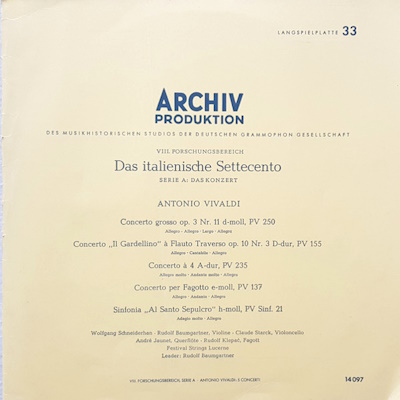 LANGSPIELPLATTE 33
ARCHIV
PRODUKTION
DES MUSIKHISTORISCHEN STUDIOS DER DEUTSCHEN GRAMMOPHON GESELLSCHAFT
VIII. FORSCHUNGSBEREICH
Das italienische Settecento
SERIE A: DAS KONZERT
ANTONIO VIVALDI
Concerto grosso op. 3 Nr. 11 d-moll, PV 250
Allegro - Allegro - Largo - Allegro
Concerto „Il Gardellino” à Flauto Traverso op. 10 Nr. 3 D-dur, PV 155
Allegro - Cantabile - Allegro
Concerto à 4 A-dur, PV 235
Allegro molto - Andante molto - Allegro
Concerto per Fagotto e-moll, PV 137
Allegro - Andante - Allegro
Sinfonia „Al Santo Sepulcro” h-moll, PV Sinf. 21
Adagio molto - Allegro
Wolfgang Schneiderhan · Rudolf Baumgartner, Violine - Claude Starck, Violoncello
André Jaunet, Querflöte - Rudolf Klepač, Fagott
Festival Strings Lucerne
Leader: Rudolf Baumgartner
VIII. FORSCHUNGSBEREICH, SERIE A · ANTONIO VIVALDI: 5 CONCERTI
14 097